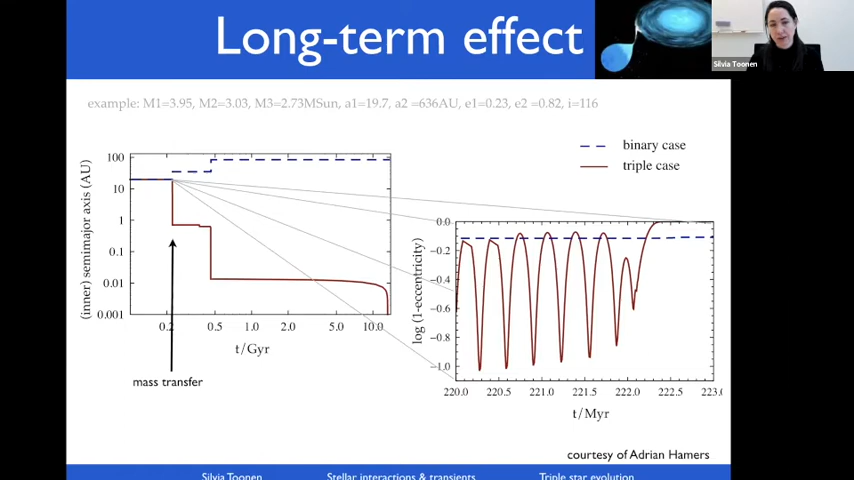 Long-term effect
Silvia Toonen
example: M1=3.95, M2=3.03, M3=2.73MSun, a1=19.7, a2 =636AU, e1=0.23, e2 =0.82, i=116
binary case
triple case
(inner) semimajor axis (AU)
100
10
1
0.1
0.01
0.001
0.2
0.5
1.0
2.0
5.0
10.0
t/Gyr
mass transfer
log (1-eccentricity)
0.0
−0.2
−0.4
−0.6
−0.8
−1.0
220.0
220.5
221.0
221.5
222.0
222.5
223.0
t/Myr
courtesy of Adrian Hamers
Silvia Toonen
Stellar interactions & transients
Triple star evolution